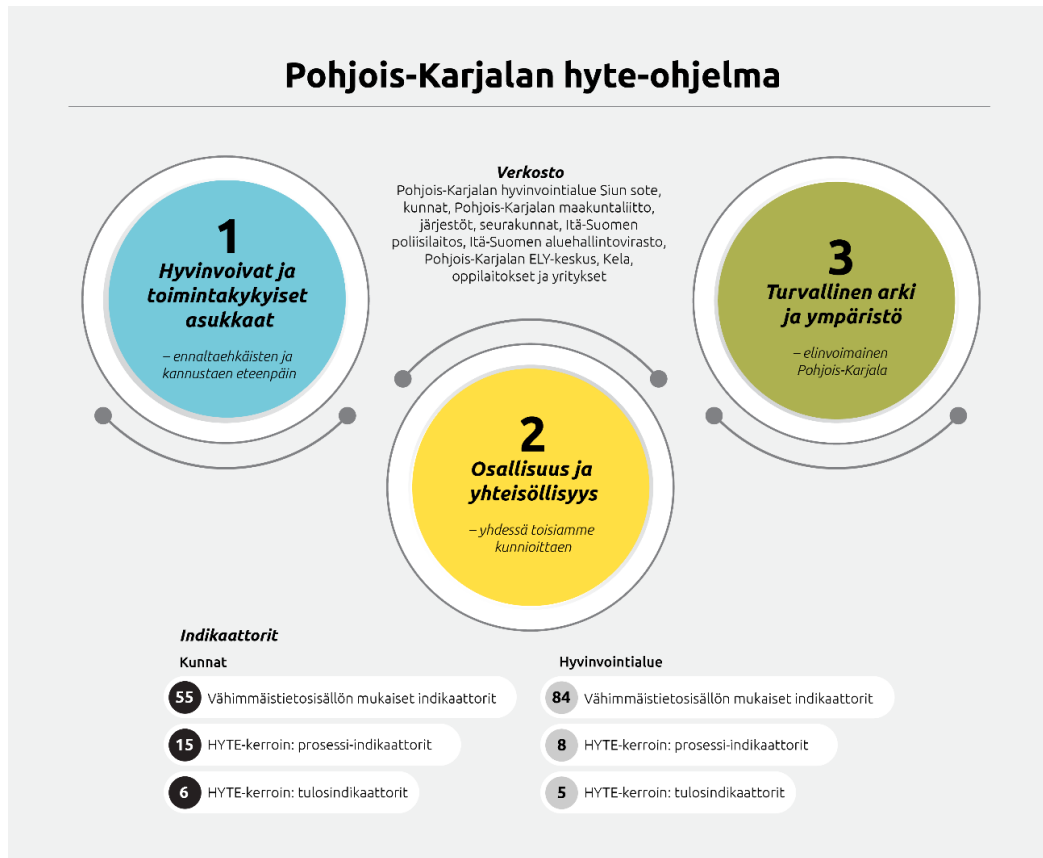 Pohjois-Karjalan hyte-ohjelma
1
Hyvinvoivat ja
toimintakykyiset
asukkaat
– ennaltaehkäisten ja
kannustaen eteenpäin
Verkosto
Pohjois-Karjalan hyvinvointialue Siun sote,
kunnat, Pohjois-Karjalan maakuntaliitto,
järjestöt, seurakunnat, Itä-Suomen
poliisilaitos, Itä-Suomen aluehallintovirasto,
Pohjois-Karjalan ELY-keskus, Kela,
oppilaitokset ja yritykset
2
Osallisuus ja
yhteisöllisyys
– yhdessä toisiamme
kunnioittaen
3
Turvallinen arki
ja ympäristö
– elinvoimainen
Pohjois-Karjala
Indikaattorit
Kunnat
55 Vähimmäistietosisällön mukaiset indikaattorit
15 HYTE-kerroin: prosessi-indikaattorit
6 HYTE-kerroin: tulosindikaattorit
Hyvinvointialue
84 Vähimmäistietosisällön mukaiset indikaattorit
8 HYTE-kerroin: prosessi-indikaattorit
5 HYTE-kerroin: tulosindikaattorit